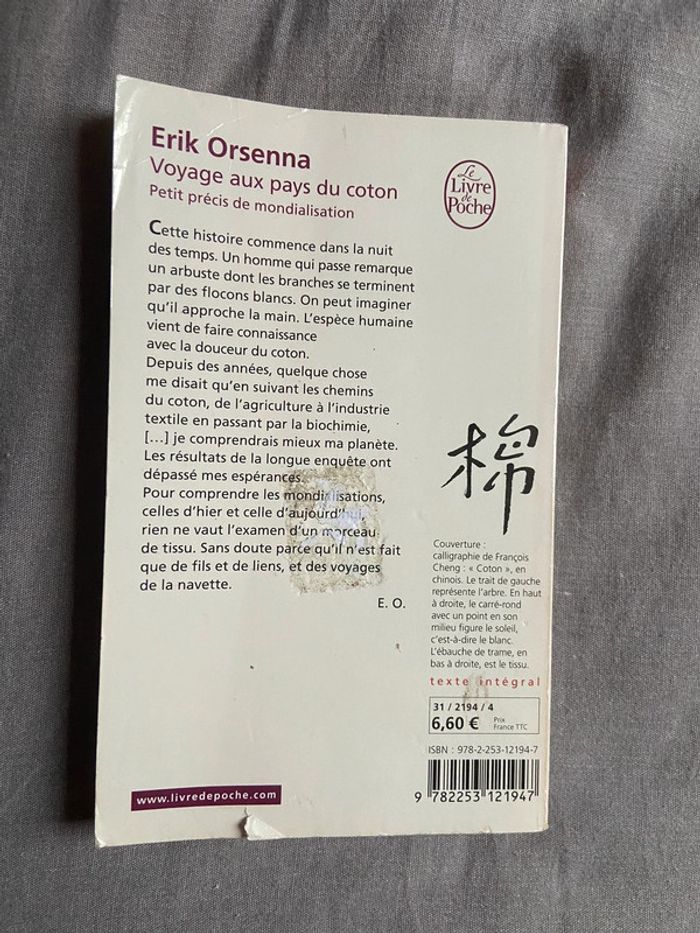 Erik Orsenna
Voyage aux pays du coton
Petit précis de mondialisation
Le
Livre
de
Poche
Cette histoire commence dans la nuit
des temps. Un homme qui passe remarque
un arbuste dont les branches se terminent
par des flocons blancs. On peut imaginer
qu'il approche la main. L'espèce humaine
vient de faire connaissance
avec la douceur du coton.
Depuis des années, quelque chose
me disait qu'en suivant les chemins
du coton, de l'agriculture à l'industrie
textile en passant par la biochimie,
[…] je comprendrais mieux ma planète.
Les résultats de la longue enquête ont
dépassé mes espérances.
Pour comprendre les mondialisations,
celles d'hier et celle d'aujourd'hui,
rien ne vaut l'examen d'un morceau
de tissu. Sans doute parce qu'il n'est fait
que de fils et de liens, et des voyages
de la navette.
E. O.
棉
Couverture :
calligraphie de François
Cheng : « Coton », en
chinois. Le trait de gauche
représente l'arbre. En haut
à droite, le carré-rond
avec un point en son
milieu figure le soleil,
c'est-à-dire le blanc.
L'ébauche de trame, en
bas à droite, est le tissu.
texte intégral
31 / 2194 / 4
6,60 €
Prix
France TTC
ISBN : 978-2-253-12194-7
9 782253 121947
www.livredepoche.com